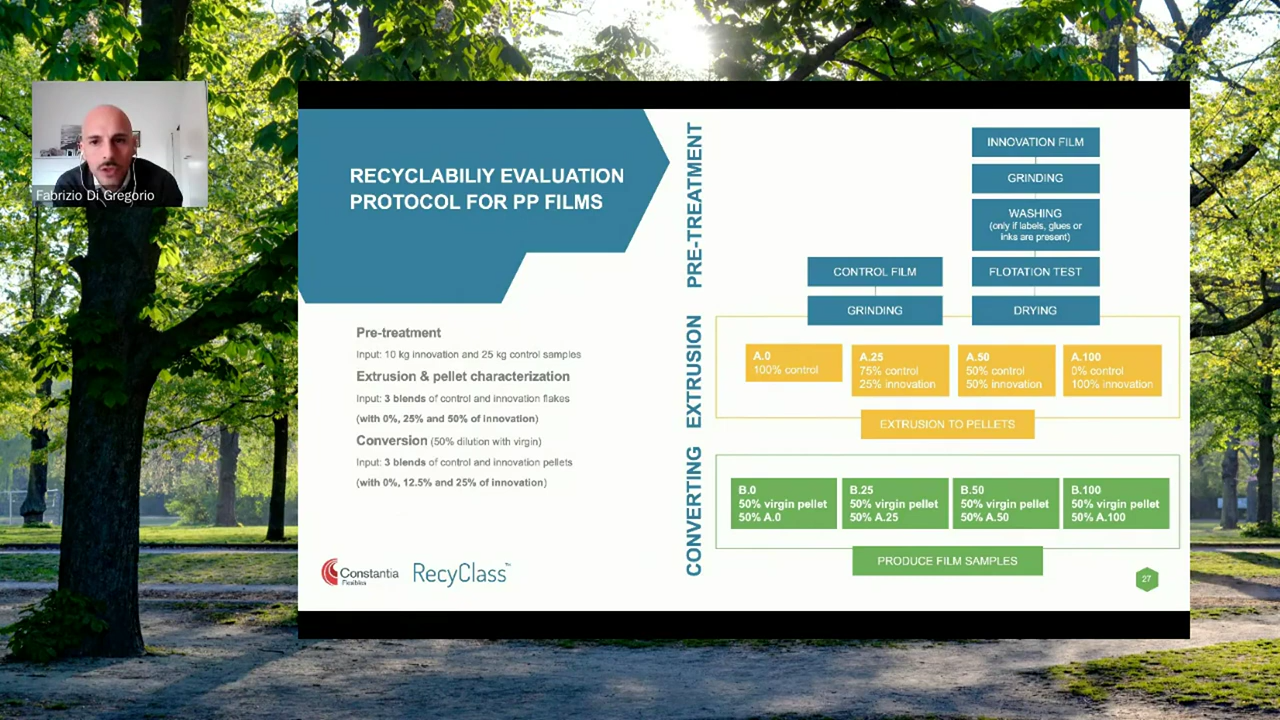 Fabrizio Di Gregorio
RECYCLABILIY EVALUATION
PROTOCOL FOR PP FILMS
Pre-treatment
Input: 10 kg innovation and 25 kg control samples
Extrusion & pellet characterization
Input: 3 blends of control and innovation flakes
(with 0%, 25% and 50% of innovation)
Conversion (50% dilution with virgin)
Input: 3 blends of control and innovation pellets
(with 0%, 12.5% and 25% of innovation)
Constantia
Flexibles
RecyClass™
PRE-TREATMENT
INNOVATION FILM
GRINDING
WASHING
(only if labels, glues or
inks are present)
CONTROL FILM
FLOTATION TEST
GRINDING
DRYING
EXTRUSION
A.0
100% control
A.25
75% control
25% innovation
A.50
50% control
50% innovation
A.100
0% control
100% innovation
EXTRUSION TO PELLETS
CONVERTING
B.0
50% virgin pellet
50% A.0
B.25
50% virgin pellet
50% A.25
B.50
50% virgin pellet
50% A.50
B.100
50% virgin pellet
50% A.100
PRODUCE FILM SAMPLES
27